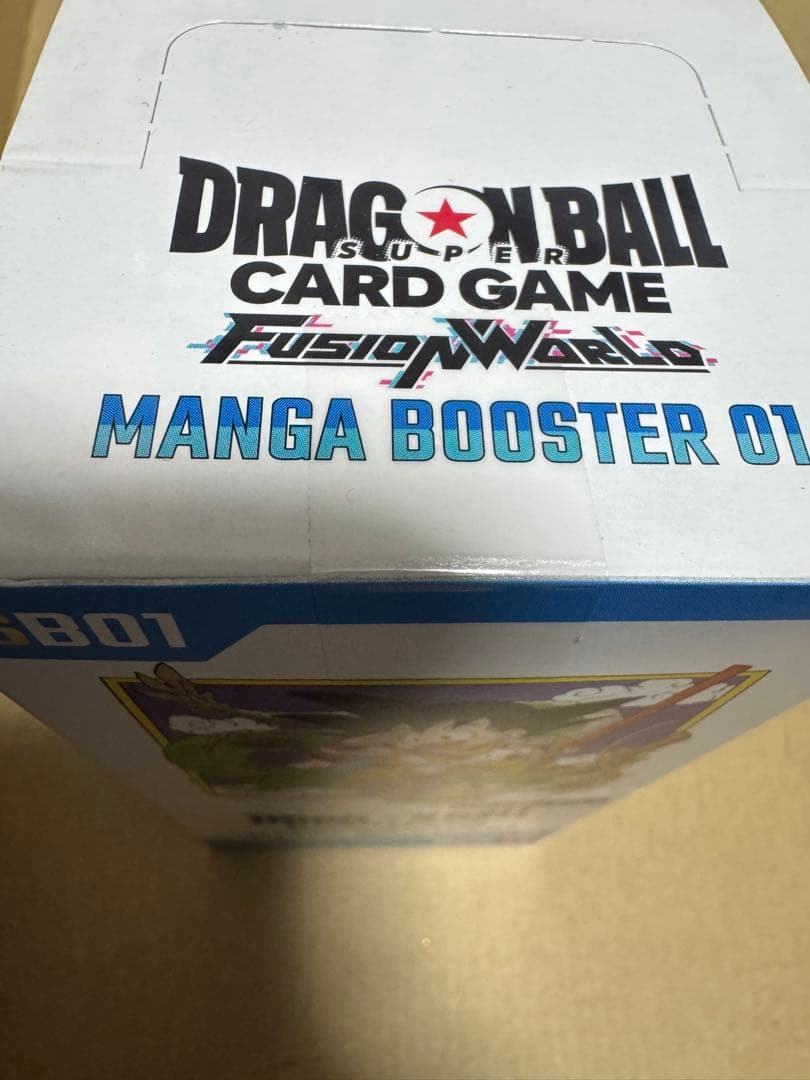 DRAGON BALL
SUPER
CARD GAME
FUSION WORLD
MANGA BOOSTER 01
SB01